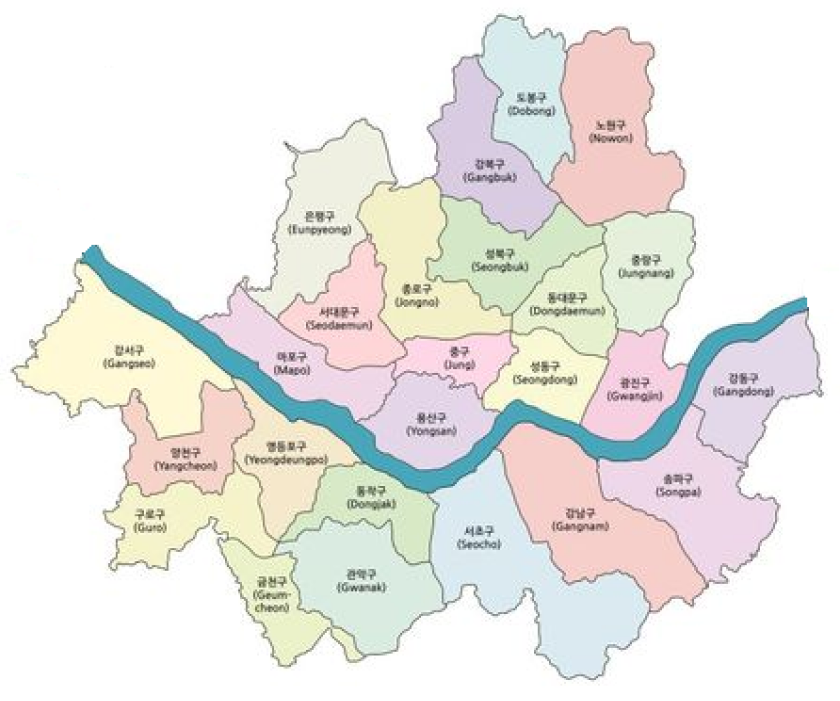 도봉구
(Dobong)
노원구
(Nowon)
강북구
(Gangbuk)
은평구
(Eunpyeong)
성북구
(Seongbuk)
중랑구
(Jungnang)
종로구
(Jongno)
동대문구
(Dongdaemun)
서대문구
(Seodaemun)
강서구
(Gangseo)
마포구
(Mapo)
중구
(Jung)
성동구
(Seongdong)
광진구
(Gwangjin)
강동구
(Gangdong)
용산구
(Yongsan)
양천구
(Yangcheon)
영등포구
(Yeongdeungpo)
동작구
(Dongjak)
송파구
(Songpa)
구로구
(Guro)
서초구
(Seocho)
강남구
(Gangnam)
금천구
(Geum-
cheon)
관악구
(Gwanak)